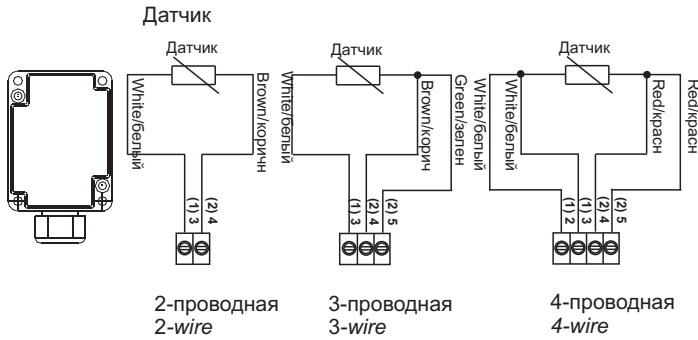 Датчик
Датчик
White/белый
Brown/коричн
(1) 3
(2) 4
2-проводная
2-wire
Датчик
White/белый
Brown/корич
Green/зелен
(1) 3
(2) 4
(2) 5
3-проводная
3-wire
Датчик
White/белый
White/белый
Red/красн
Red/красн
(1) 2
(1) 3
(2) 4
(2) 5
4-проводная
4-wire